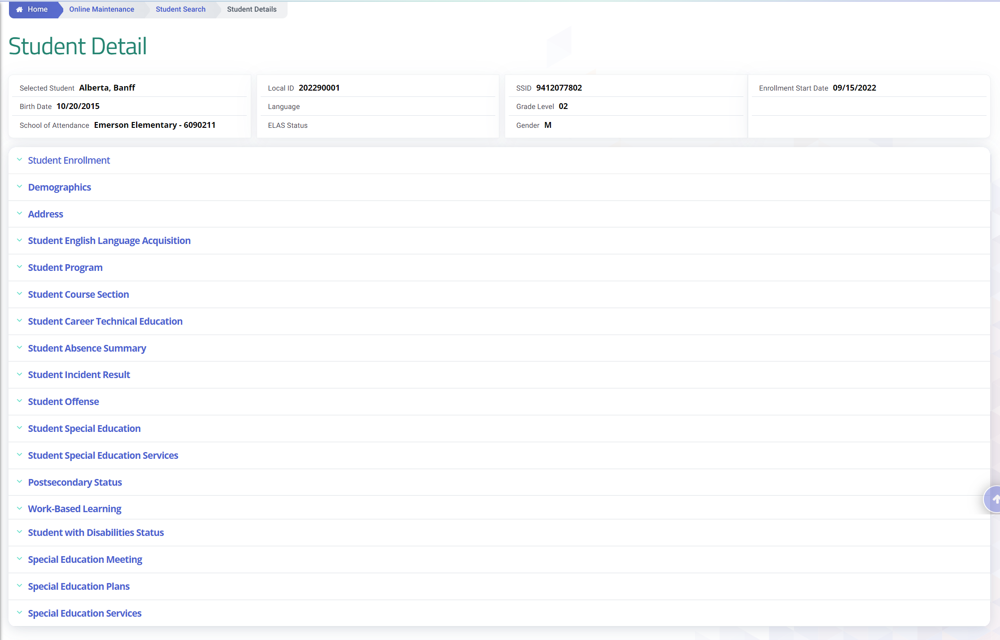 Home Online Maintenance Student Search Student Details
Student Detail
Selected Student Alberta, Banff
Birth Date 10/20/2015
School of Attendance Emerson Elementary - 6090211
Local ID 202290001
Language
ELAS Status
SSID 9412077802
Grade Level 02
Gender M
Enrollment Start Date 09/15/2022
Student Enrollment
Demographics
Address
Student English Language Acquisition
Student Program
Student Course Section
Student Career Technical Education
Student Absence Summary
Student Incident Result
Student Offense
Student Special Education
Student Special Education Services
Postsecondary Status
Work-Based Learning
Student with Disabilities Status
Special Education Meeting
Special Education Plans
Special Education Services